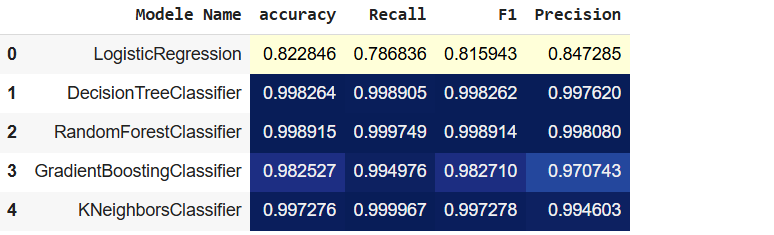 Modele Name accuracy Recall F1 Precision
0 LogisticRegression 0.822846 0.786836 0.815943 0.847285
1 DecisionTreeClassifier 0.998264 0.998905 0.998262 0.997620
2 RandomForestClassifier 0.998915 0.999749 0.998914 0.998080
3 GradientBoostingClassifier 0.982527 0.994976 0.982710 0.970743
4 KNeighborsClassifier 0.997276 0.999967 0.997278 0.994603